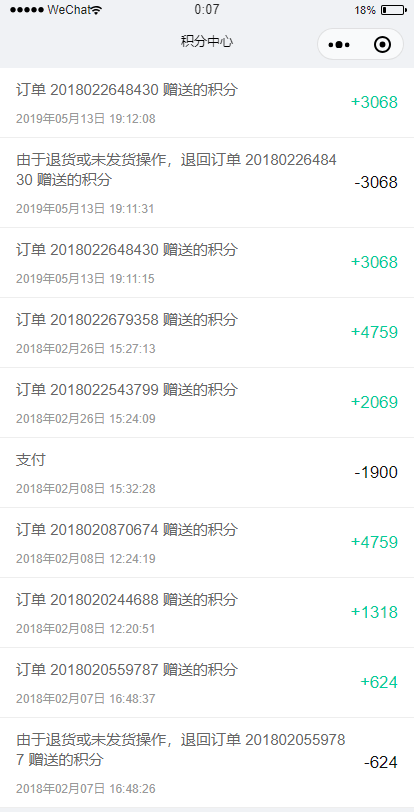 WeChat 0:07 18%
积分中心
订单 2018022648430 赠送的积分
+3068
2019年05月13日 19:12:08
由于退货或未发货操作，退回订单 20180226484
30 赠送的积分
-3068
2019年05月13日 19:11:31
订单 2018022648430 赠送的积分
+3068
2019年05月13日 19:11:15
订单 2018022679358 赠送的积分
+4759
2018年02月26日 15:27:13
订单 2018022543799 赠送的积分
+2069
2018年02月26日 15:24:09
支付
-1900
2018年02月08日 15:32:28
订单 2018020870674 赠送的积分
+4759
2018年02月08日 12:24:19
订单 2018020244688 赠送的积分
+1318
2018年02月08日 12:20:51
订单 2018020559787 赠送的积分
+624
2018年02月07日 16:48:37
由于退货或未发货操作，退回订单 201802055978
7 赠送的积分
-624
2018年02月07日 16:48:26